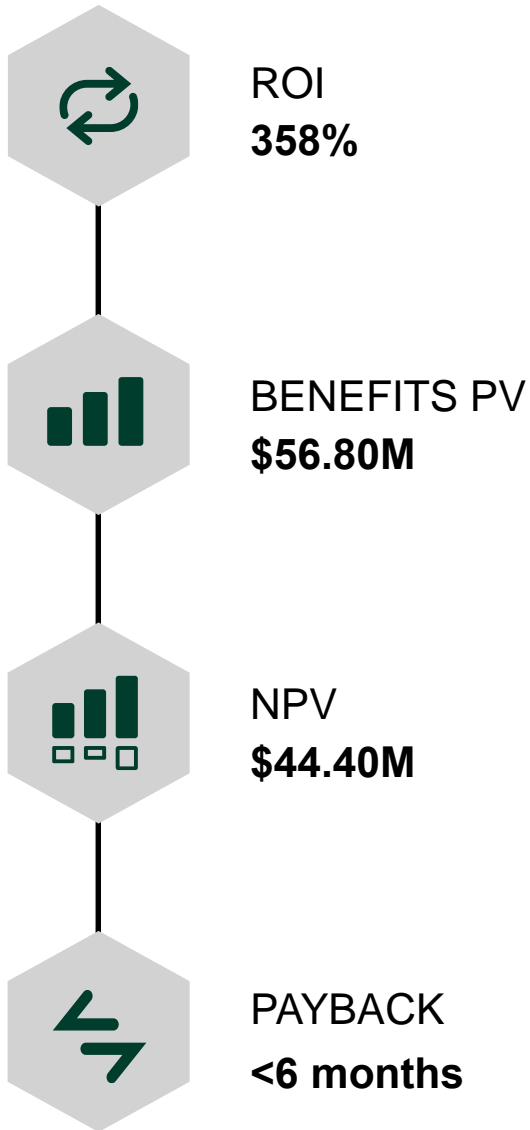 ROI
358%
BENEFITS PV
$56.80M
NPV
$44.40M
PAYBACK
<6 months